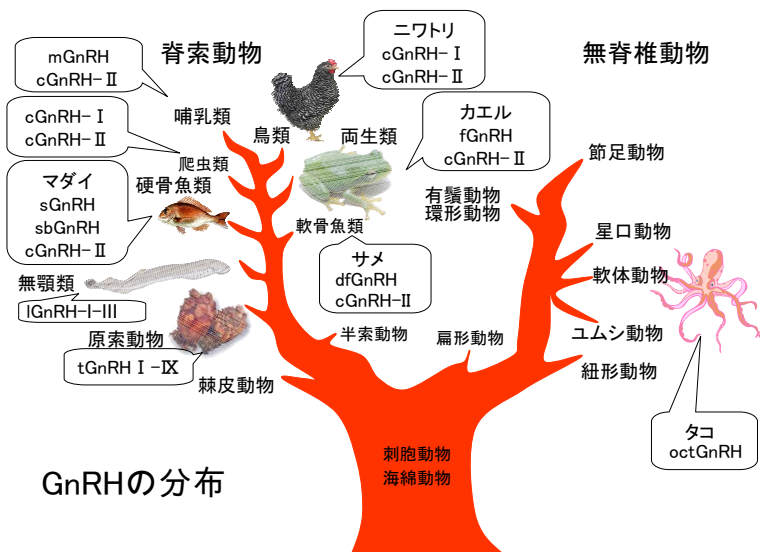 脊索動物
無脊椎動物
mGnRH
cGnRH-Ⅱ
ニワトリ
cGnRH-Ⅰ
cGnRH-Ⅱ
哺乳類
cGnRH-Ⅰ
cGnRH-Ⅱ
鳥類
両生類
カエル
fGnRH
cGnRH-Ⅱ
節足動物
爬虫類
硬骨魚類
マダイ
sGnRH
sbGnRH
cGnRH-Ⅱ
有鬚動物
環形動物
軟骨魚類
星口動物
サメ
dfGnRH
cGnRH-II
無顎類
lGnRH-I-III
軟体動物
原索動物
tGnRHⅠ-Ⅸ
半索動物
扁形動物
ユムシ動物
紐形動物
棘皮動物
タコ
octGnRH
刺胞動物
海綿動物
GnRHの分布